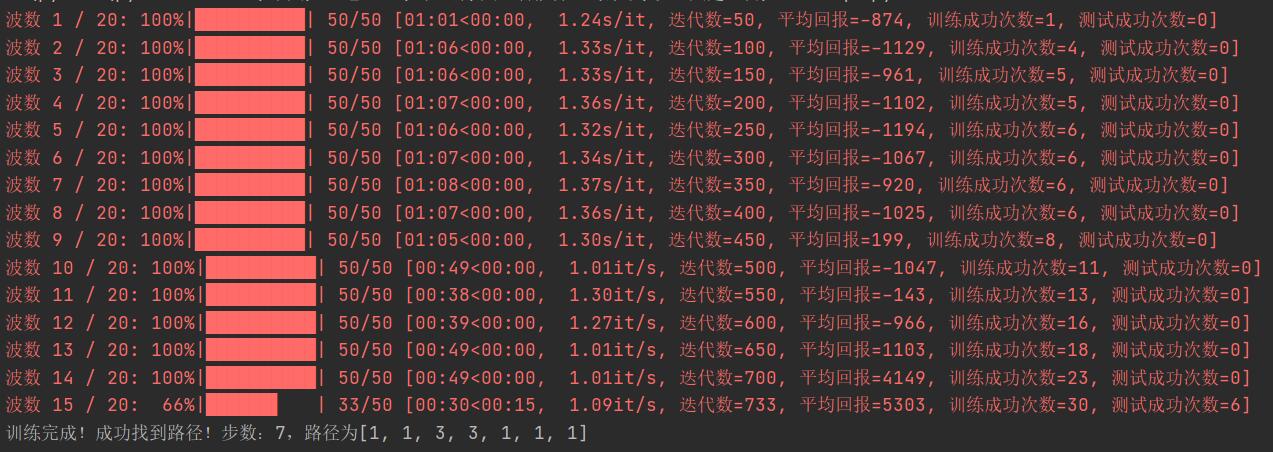 波数 1 / 20: 100%|██████████| 50/50 [01:01<00:00, 1.24s/it, 迭代数=50, 平均回报=-874, 训练成功次数=1, 测试成功次数=0]
波数 2 / 20: 100%|██████████| 50/50 [01:06<00:00, 1.33s/it, 迭代数=100, 平均回报=-1129, 训练成功次数=4, 测试成功次数=0]
波数 3 / 20: 100%|██████████| 50/50 [01:06<00:00, 1.33s/it, 迭代数=150, 平均回报=-961, 训练成功次数=5, 测试成功次数=0]
波数 4 / 20: 100%|██████████| 50/50 [01:07<00:00, 1.36s/it, 迭代数=200, 平均回报=-1102, 训练成功次数=5, 测试成功次数=0]
波数 5 / 20: 100%|██████████| 50/50 [01:06<00:00, 1.32s/it, 迭代数=250, 平均回报=-1194, 训练成功次数=6, 测试成功次数=0]
波数 6 / 20: 100%|██████████| 50/50 [01:07<00:00, 1.34s/it, 迭代数=300, 平均回报=-1067, 训练成功次数=6, 测试成功次数=0]
波数 7 / 20: 100%|██████████| 50/50 [01:08<00:00, 1.37s/it, 迭代数=350, 平均回报=-920, 训练成功次数=6, 测试成功次数=0]
波数 8 / 20: 100%|██████████| 50/50 [01:07<00:00, 1.36s/it, 迭代数=400, 平均回报=-1025, 训练成功次数=6, 测试成功次数=0]
波数 9 / 20: 100%|██████████| 50/50 [01:05<00:00, 1.30s/it, 迭代数=450, 平均回报=199, 训练成功次数=8, 测试成功次数=0]
波数 10 / 20: 100%|██████████| 50/50 [00:49<00:00, 1.01it/s, 迭代数=500, 平均回报=-1047, 训练成功次数=11, 测试成功次数=0]
波数 11 / 20: 100%|██████████| 50/50 [00:38<00:00, 1.30it/s, 迭代数=550, 平均回报=-143, 训练成功次数=13, 测试成功次数=0]
波数 12 / 20: 100%|██████████| 50/50 [00:39<00:00, 1.27it/s, 迭代数=600, 平均回报=-966, 训练成功次数=16, 测试成功次数=0]
波数 13 / 20: 100%|██████████| 50/50 [00:49<00:00, 1.01it/s, 迭代数=650, 平均回报=1103, 训练成功次数=18, 测试成功次数=0]
波数 14 / 20: 100%|██████████| 50/50 [00:49<00:00, 1.01it/s, 迭代数=700, 平均回报=4149, 训练成功次数=23, 测试成功次数=0]
波数 15 / 20: 66%|██████▌   | 33/50 [00:30<00:15, 1.09it/s, 迭代数=733, 平均回报=5303, 训练成功次数=30, 测试成功次数=6]
训练完成! 成功找到路径! 步数: 7, 路径为[1, 1, 3, 3, 1, 1, 1]